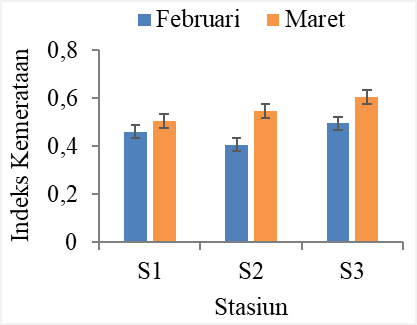 Februari Maret
Indeks Kemerataan
0,8
0,6
0,4
0,2
0
S1 S2 S3
Stasiun